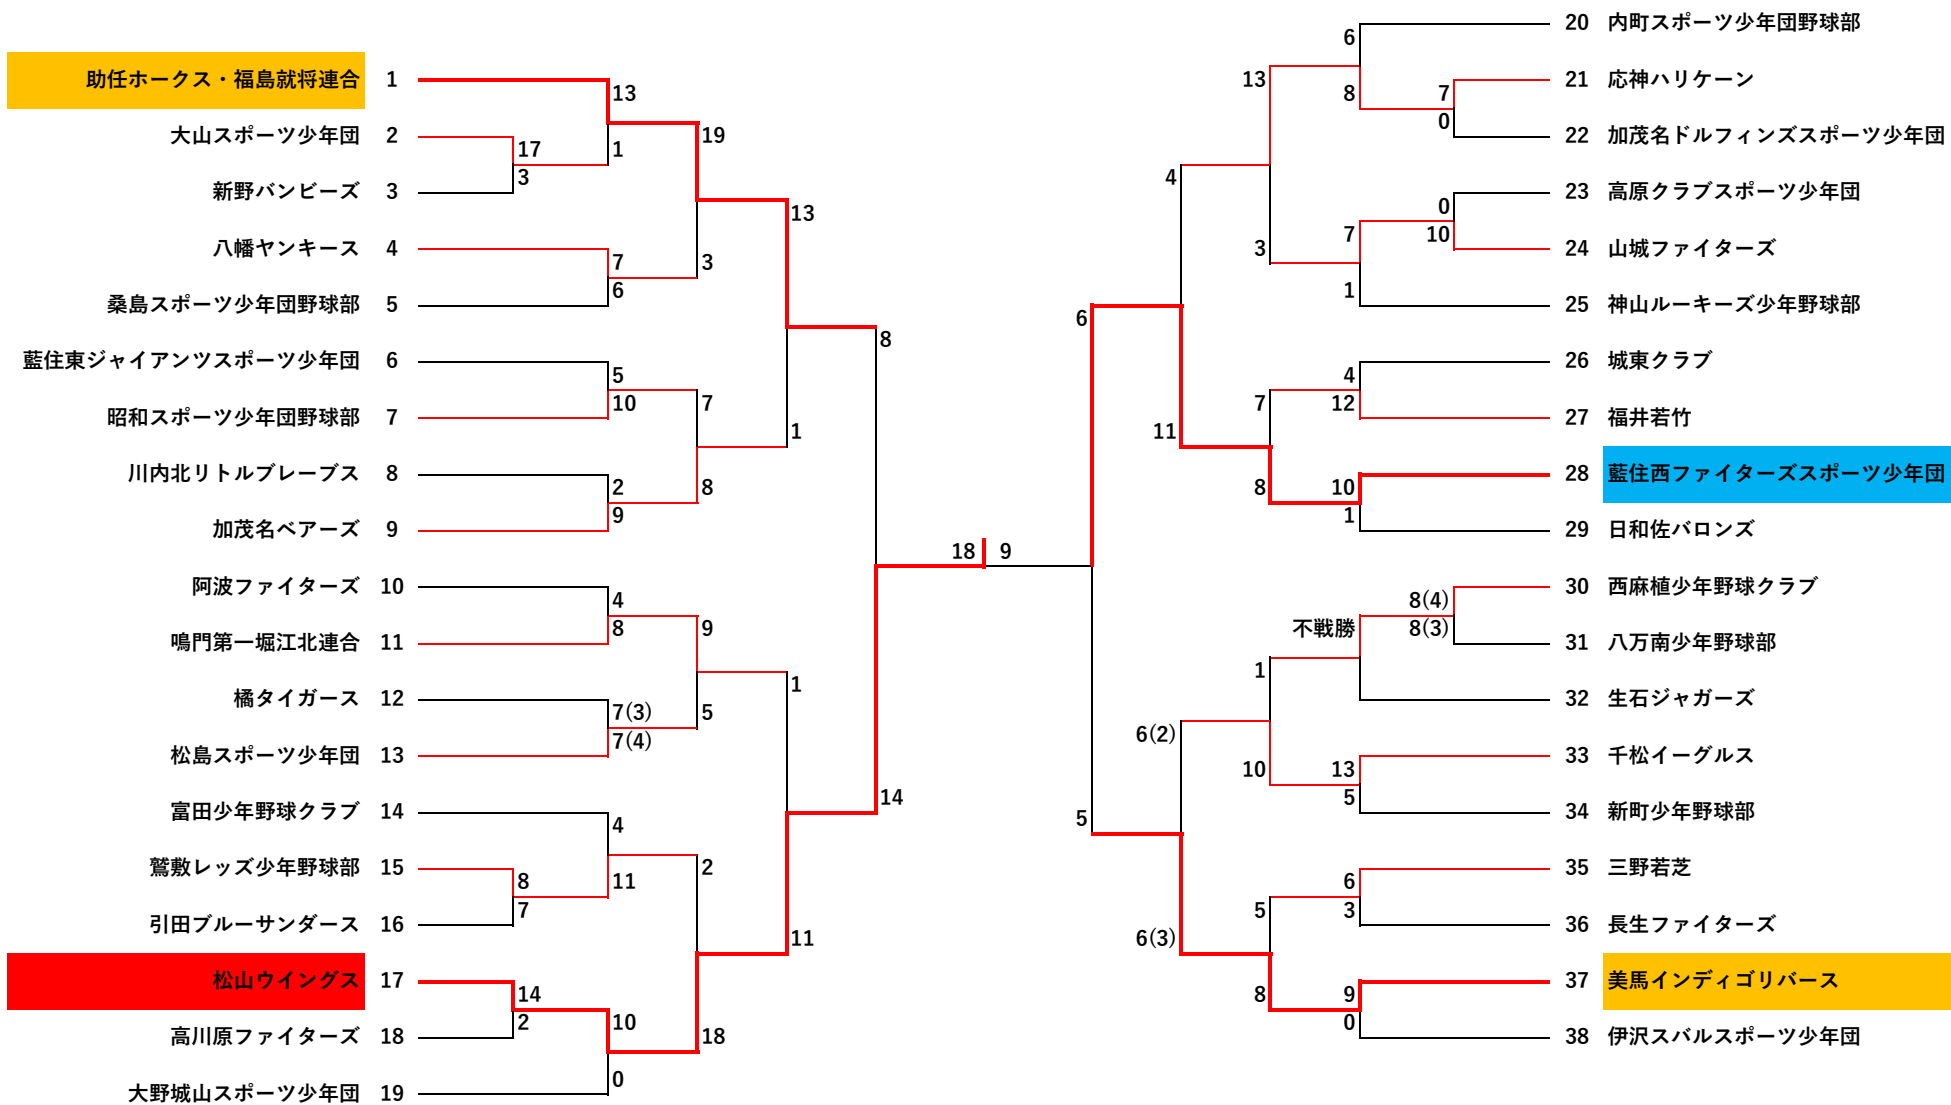 助任ホークス・福島就将連合 1
大山スポーツ少年団 2
新野バンビーズ 3
八幡ヤンキース 4
桑島スポーツ少年団野球部 5
藍住東ジャイアンツスポーツ少年団 6
昭和スポーツ少年団野球部 7
川内北リトルブレーブス 8
加茂名ベアーズ 9
阿波ファイターズ 10
鳴門第一堀江北連合 11
橘タイガース 12
松島スポーツ少年団 13
富田少年野球クラブ 14
鷲敷レッズ少年野球部 15
引田ブルーサンダース 16
松山ウイングス 17
高川原ファイターズ 18
大野城山スポーツ少年団 19
17
3
14
2
8
7
13
1
7
6
5
10
2
9
4
8
7(3)
7(4)
4
11
10
0
19
3
7
8
9
5
2
18
13
1
1
11
8
14
18 9
6
5
4
11
6(2)
6(3)
13
3
7
8
1
10
5
8
6
8
7
1
4
12
10
1
不戦勝
13
5
6
3
9
0
7
0
0
10
8(4)
8(3)
20 内町スポーツ少年団野球部
21 応神ハリケーン
22 加茂名ドルフィンズスポーツ少年団
23 高原クラブスポーツ少年団
24 山城ファイターズ
25 神山ルーキーズ少年野球部
26 城東クラブ
27 福井若竹
28 藍住西ファイターズスポーツ少年団
29 日和佐バロンズ
30 西麻植少年野球クラブ
31 八万南少年野球部
32 生石ジャガーズ
33 千松イーグルス
34 新町少年野球部
35 三野若芝
36 長生ファイターズ
37 美馬インディゴリバース
38 伊沢スバルスポーツ少年団